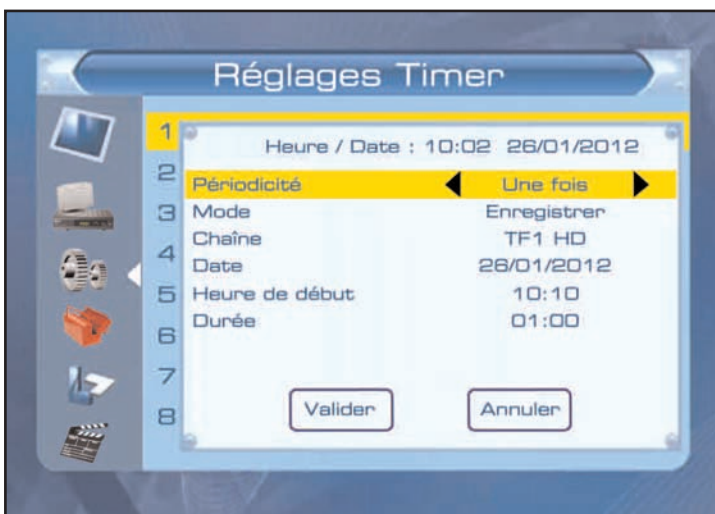 Réglages Timer
1
Heure / Date : 10:02 26/01/2012
2
Périodicité Une fois
3
Mode Enregistrer
Chaîne TF1 HD
4
Date 26/01/2012
5
Heure de début 10:10
Durée 01:00
6
7
8
Valider Annuler